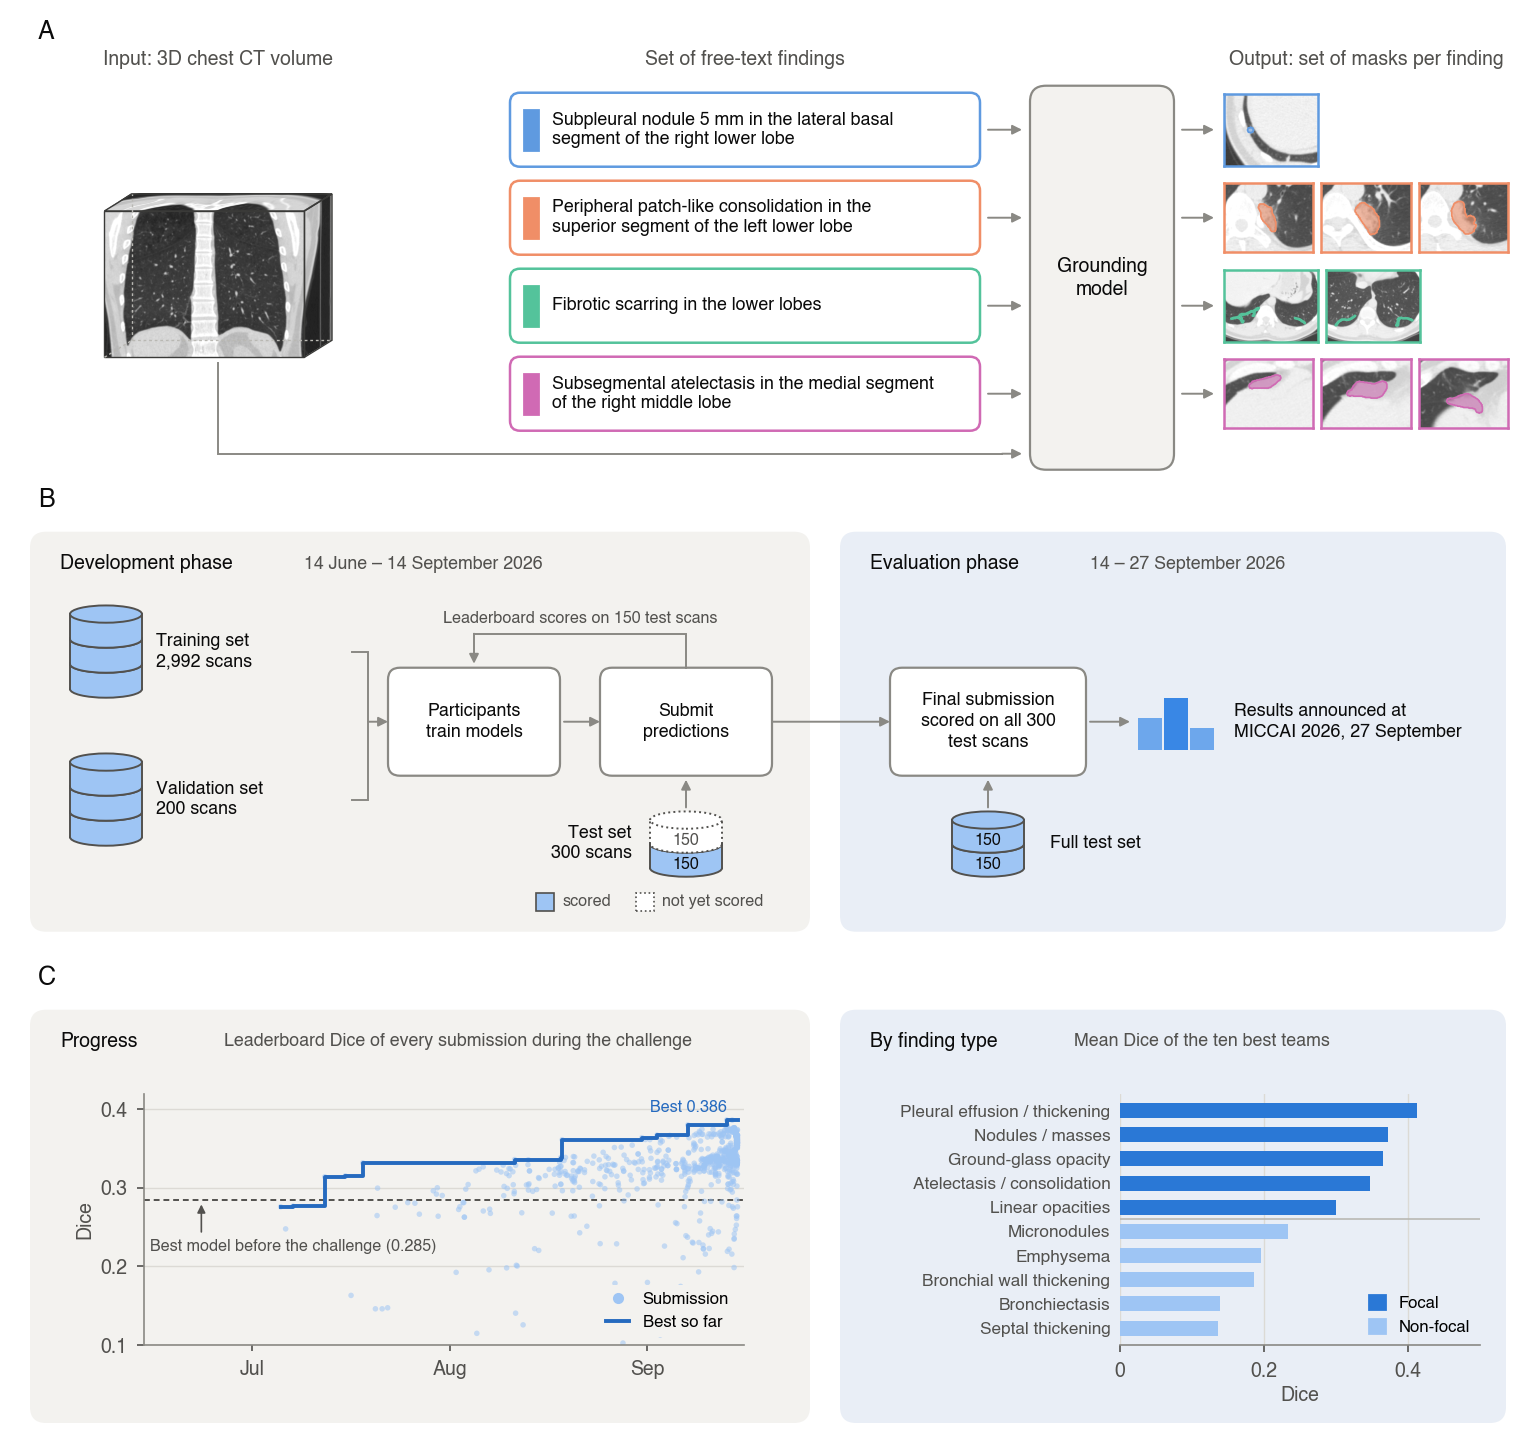 A
Input: 3D chest CT volume
Set of free-text findings
Output: set of masks per finding
Subpleural nodule 5 mm in the lateral basal
segment of the right lower lobe
Peripheral patch-like consolidation in the
superior segment of the left lower lobe
Fibrotic scarring in the lower lobes
Subsegmental atelectasis in the medial segment
of the right middle lobe
Grounding
model
B
Development phase
14 June – 14 September 2026
Training set
2,992 scans
Validation set
200 scans
Leaderboard scores on 150 test scans
Participants
train models
Submit
predictions
Test set
300 scans
150
150
scored
not yet scored
Evaluation phase
14 – 27 September 2026
Final submission
scored on all 300
test scans
Results announced at
MICCAI 2026, 27 September
150
150
Full test set
C
Progress
Leaderboard Dice of every submission during the challenge
Best 0.386
0.4
0.3
0.2
0.1
Dice
Best model before the challenge (0.285)
Submission
Best so far
Jul
Aug
Sep
By finding type
Mean Dice of the ten best teams
Pleural effusion / thickening
Nodules / masses
Ground-glass opacity
Atelectasis / consolidation
Linear opacities
Micronodules
Emphysema
Bronchial wall thickening
Bronchiectasis
Septal thickening
Focal
Non-focal
0
0.2
0.4
Dice